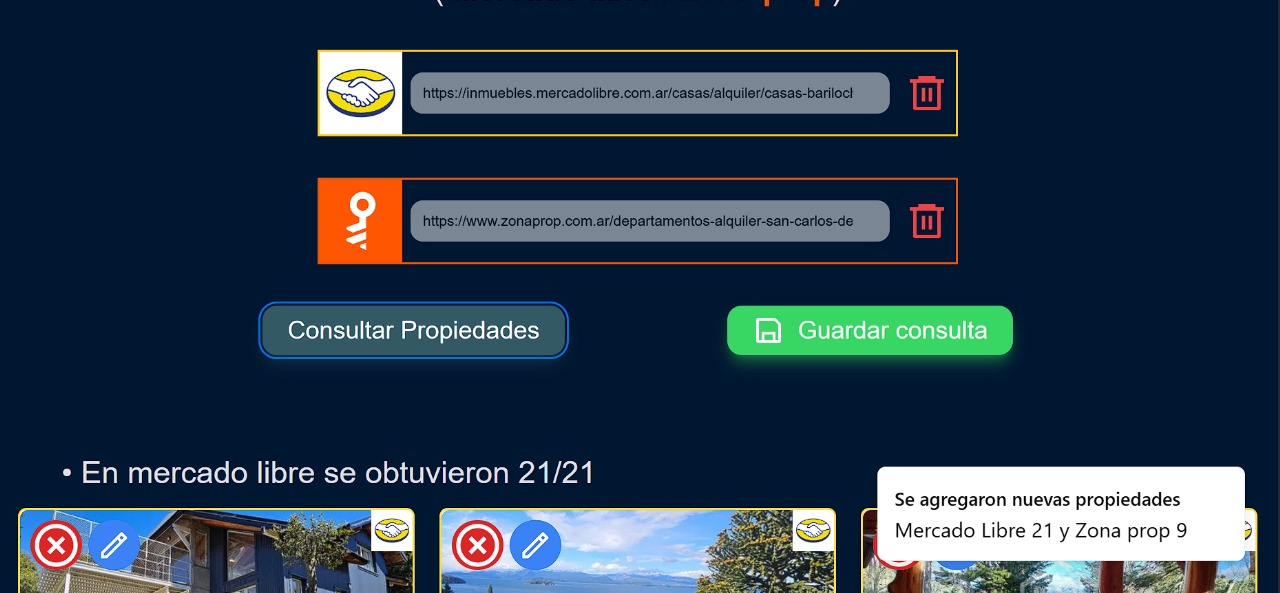 https://inmuebles.mercadolibre.com.ar/casas/alquiler/casas-baril
https://www.zonaprop.com.ar/departamentos-alquiler-san-carlos-de
Consultar Propiedades
Guardar consulta
• En mercado libre se obtuvieron 21/21
Se agregaron nuevas propiedades
Mercado Libre 21 y Zona prop 9